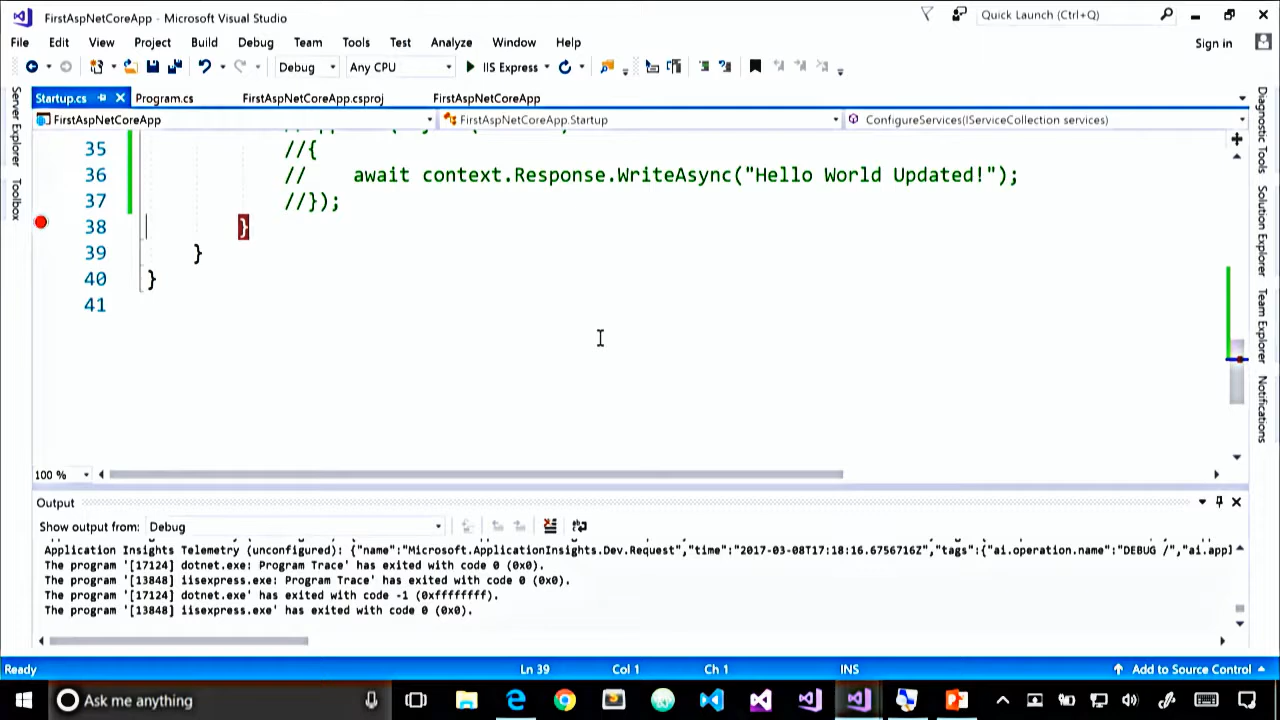 FirstAspNetCoreApp - Microsoft Visual Studio
Quick Launch (Ctrl+Q)
File Edit View Project Build Debug Team Tools Test Analyze Window Help
Sign in
Debug Any CPU IIS Express
Startup.cs Program.cs FirstAspNetCoreApp.csproj FirstAspNetCoreApp
FirstAspNetCoreApp FirstAspNetCoreApp.Startup ConfigureServices(IServiceCollection services)
Server Explorer
Toolbox
35 //{
36 // await context.Response.WriteAsync("Hello World Updated!");
37 //});
38 }
39 }
40 }
41
Diagnostic Tools
Solution Explorer
Team Explorer
Notifications
100 %
Output
Show output from: Debug
Application Insights Telemetry (unconfigured): {"name":"Microsoft.ApplicationInsights.Dev.Request","time":"2017-03-08T17:18:16.6756716Z","tags":{"ai.operation.name":"DEBUG /","ai.appl
The program '[17124] dotnet.exe: Program Trace' has exited with code 0 (0x0).
The program '[13848] iisexpress.exe: Program Trace' has exited with code 0 (0x0).
The program '[17124] dotnet.exe' has exited with code -1 (0xffffffff).
The program '[13848] iisexpress.exe' has exited with code 0 (0x0).
Ready Ln 39 Col 1 Ch 1 INS Add to Source Control
Ask me anything